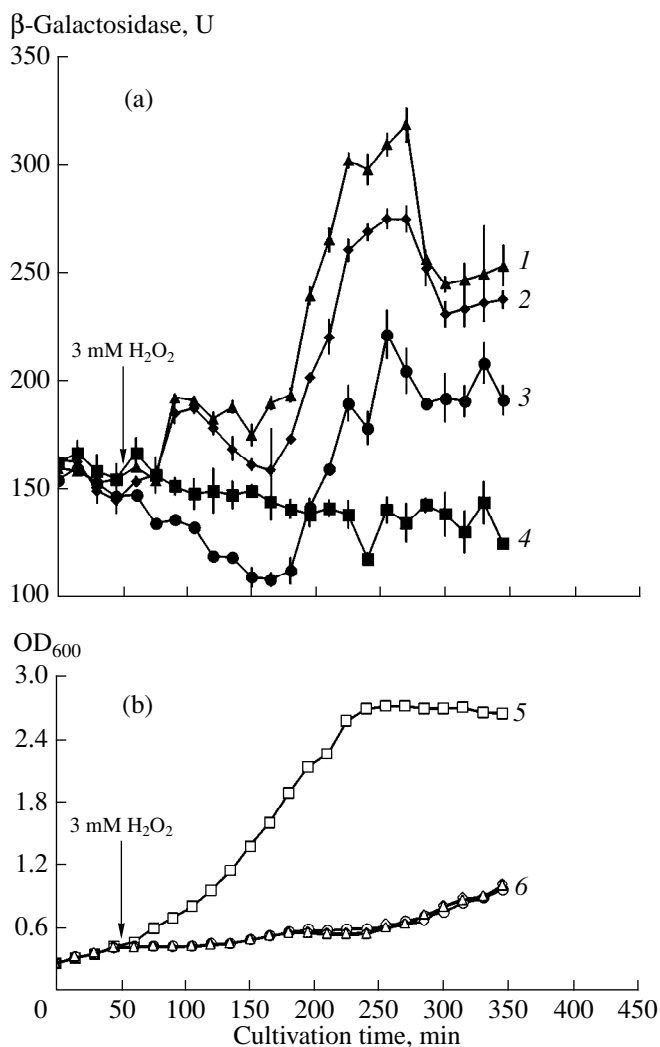 β-Galactosidase, U
350
(a)
300
1
250
2
3 mM H₂O₂
200
3
150
4
100
OD₆₀₀
3.0
(b)
5
2.4
1.8
3 mM H₂O₂
1.2
6
0.6
0 50 100 150 200 250 300 350 400 450
Cultivation time, min